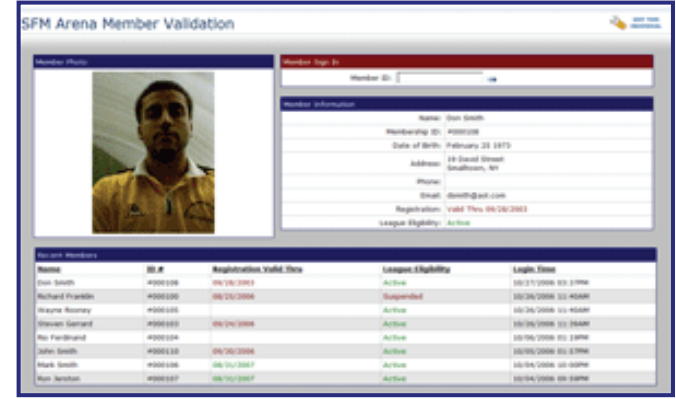 SFM Arena Member Validation
Member Photo
Member Sign In
Member ID:
Member Information
Name: Don Smith
Membership ID: #000108
Date of Birth: February 25 1973
Address: 19 David Street
Smalltown, NY
Phone:
Email: dsmith@aot.com
Registration: Valid Thru 09/28/2003
League Eligibility: Active
Recent Members
Name ID # Registration Valid Thru League Eligibility Login Time
Don Smith #000108 09/28/2003 Active 10/27/2006 03:37PM
Richard Franklin #000100 08/25/2006 Suspended 10/26/2006 11:40AM
Wayne Rooney #000105 Active 10/26/2006 11:40AM
Steven Gerrard #000103 09/24/2006 Active 10/26/2006 11:39AM
Rio Ferdinand #000104 Active 10/06/2006 01:19PM
John Smith #000110 09/30/2006 Active 10/05/2006 01:57PM
Mark Smith #000106 08/31/2007 Active 10/04/2006 10:00PM
Ron Janston #000107 08/31/2007 Active 10/04/2006 09:59PM